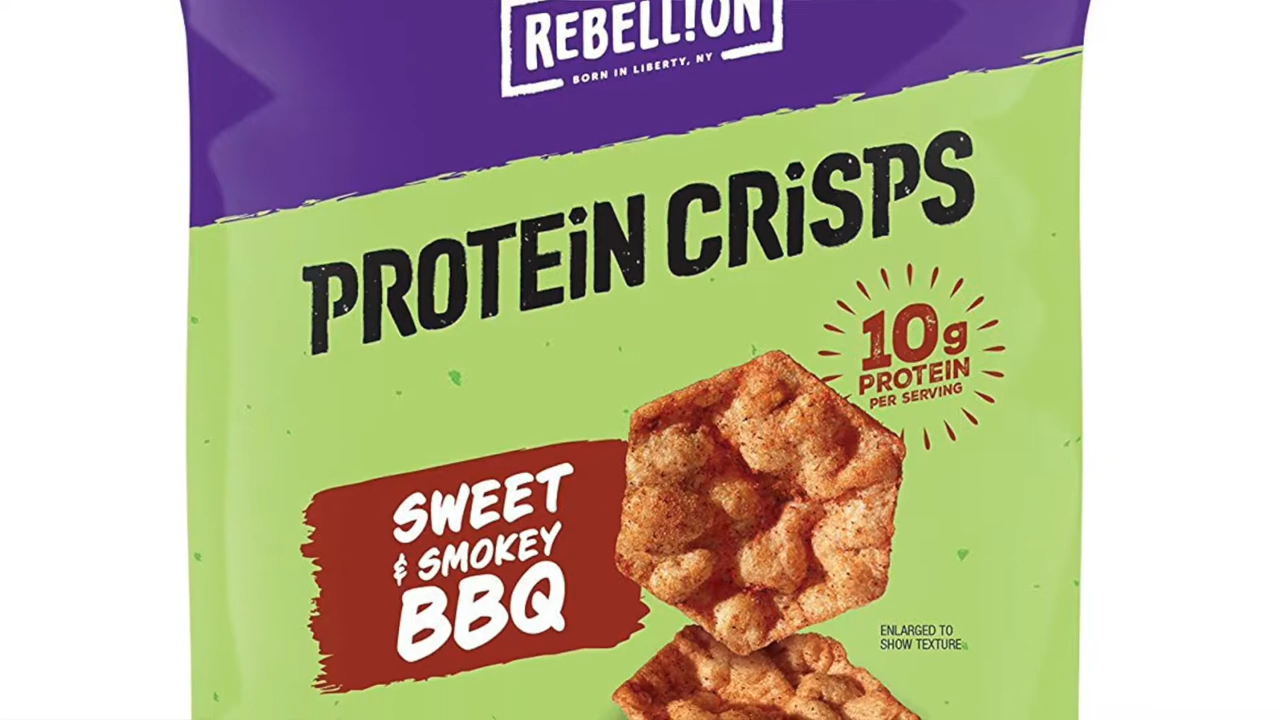 REBELL!ON
BORN IN LIBERTY, NY
PROTEiN CRiSPS
10g
PROTEIN
PER SERVING
SWEET
& SMOKEY
BBQ
ENLARGED TO
SHOW TEXTURE